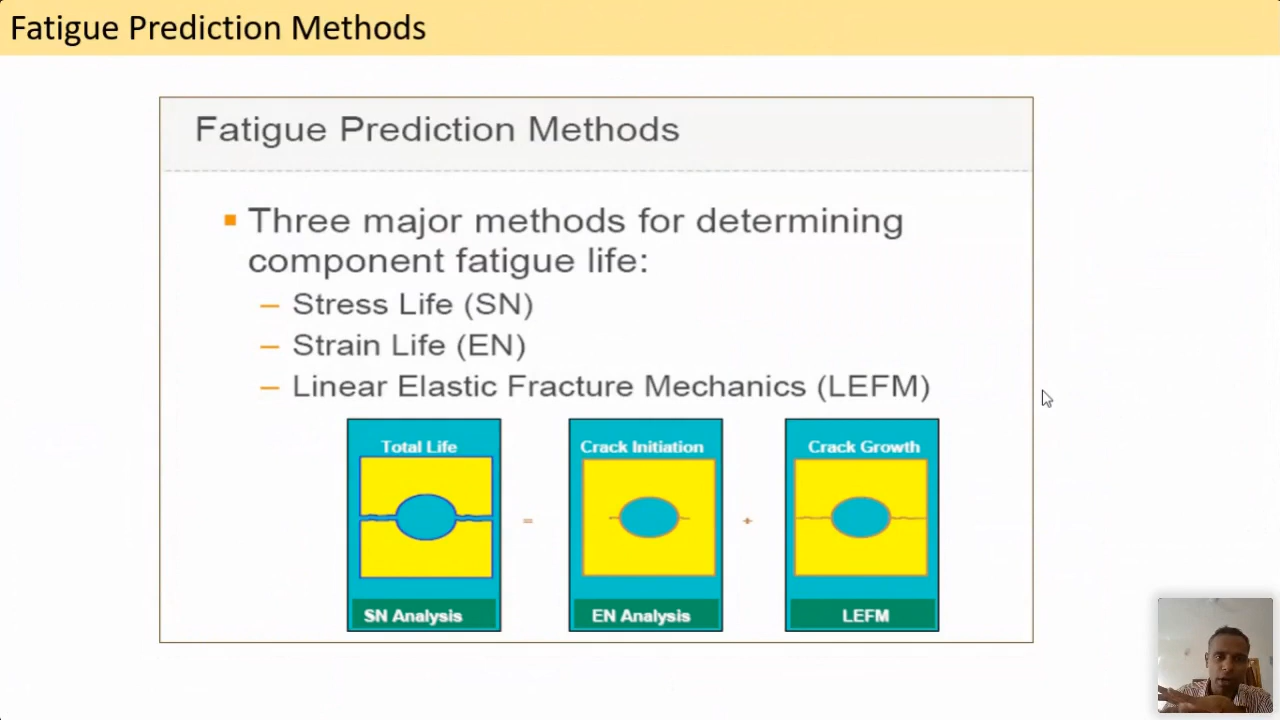 Fatigue Prediction Methods
Fatigue Prediction Methods
Three major methods for determining
component fatigue life:
– Stress Life (SN)
– Strain Life (EN)
– Linear Elastic Fracture Mechanics (LEFM)
Total Life
=
Crack Initiation
+
Crack Growth
SN Analysis
EN Analysis
LEFM